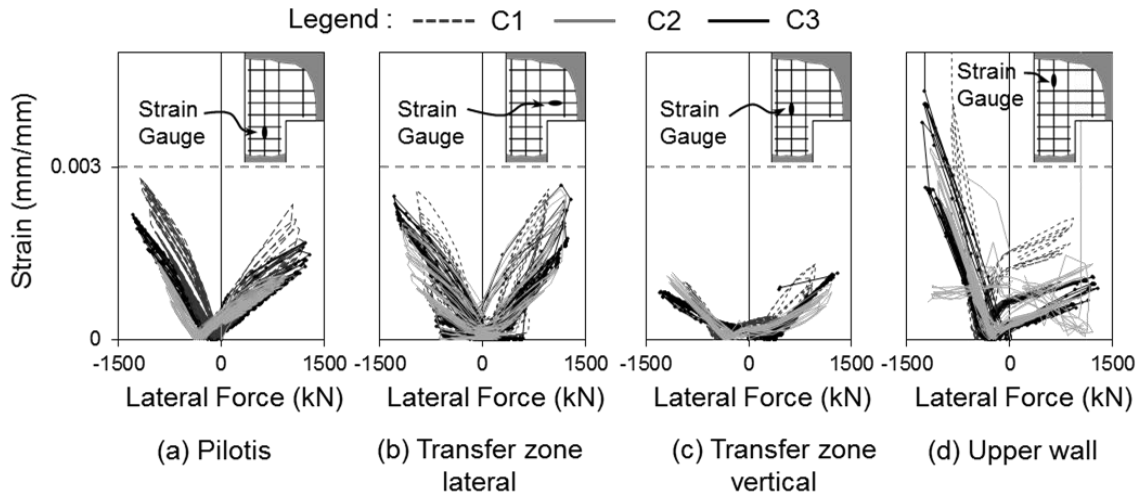 Legend : C1 C2 C3
Strain
Gauge
Strain
Gauge
Strain
Gauge
Strain
Gauge
Strain (mm/mm)
0.003
0
-1500 0 1500
-1500 0 1500
-1500 0 1500
-1500 0 1500
Lateral Force (kN)
Lateral Force (kN)
Lateral Force (kN)
Lateral Force (kN)
(a) Pilotis
(b) Transfer zone
lateral
(c) Transfer zone
vertical
(d) Upper wall